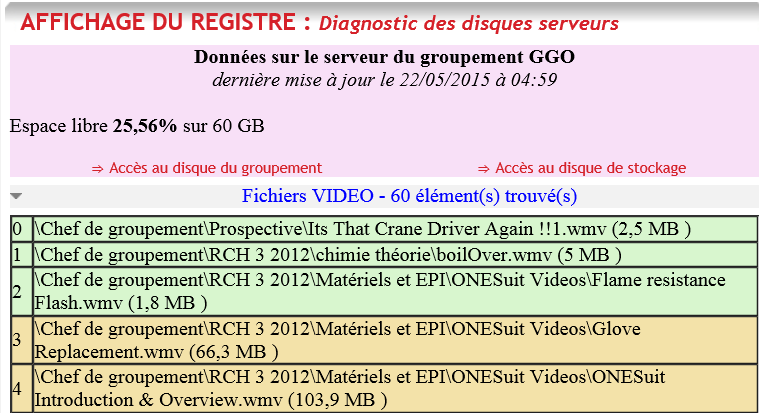 AFFICHAGE DU REGISTRE : Diagnostic des disques serveurs
Données sur le serveur du groupement GGO
dernière mise à jour le 22/05/2015 à 04:59
Espace libre 25,56% sur 60 GB
⇒ Accès au disque du groupement ⇒ Accès au disque de stockage
Fichiers VIDEO - 60 élément(s) trouvé(s)
0 \Chef de groupement\Prospective\Its That Crane Driver Again !!1.wmv (2,5 MB )
1 \Chef de groupement\RCH 3 2012\chimie théorie\boilOver.wmv (5 MB )
2 \Chef de groupement\RCH 3 2012\Matériels et EPI\ONESuit Videos\Flame resistance
Flash.wmv (1,8 MB )
3 \Chef de groupement\RCH 3 2012\Matériels et EPI\ONESuit Videos\Glove
Replacement.wmv (66,3 MB )
4 \Chef de groupement\RCH 3 2012\Matériels et EPI\ONESuit Videos\ONESuit
Introduction & Overview.wmv (103,9 MB )